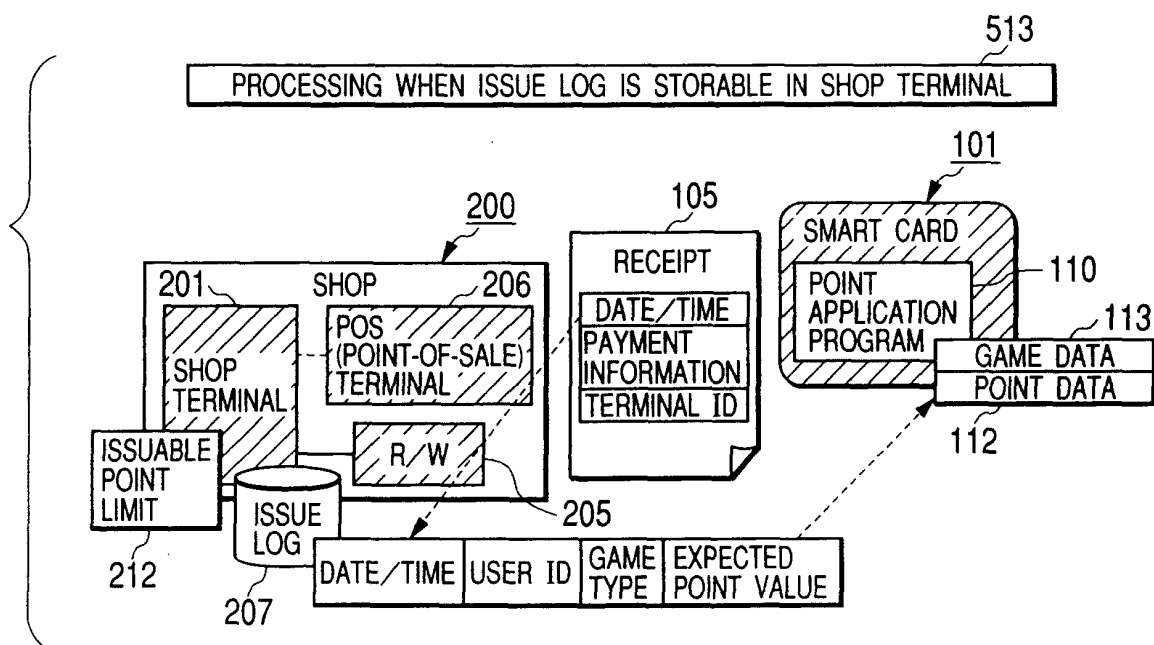 513
PROCESSING WHEN ISSUE LOG IS STORABLE IN SHOP TERMINAL
101
105
200
SMART CARD
201
SHOP
206
RECEIPT
POINT
APPLICATION
PROGRAM
110
113
POS
(POINT-OF-SALE)
TERMINAL
DATE/TIME
PAYMENT
INFORMATION
TERMINAL ID
GAME DATA
POINT DATA
SHOP
TERMINAL
112
ISSUABLE
POINT
LIMIT
R/W
ISSUE
LOG
205
212
207
DATE/TIME
USER ID
GAME
TYPE
EXPECTED
POINT VALUE